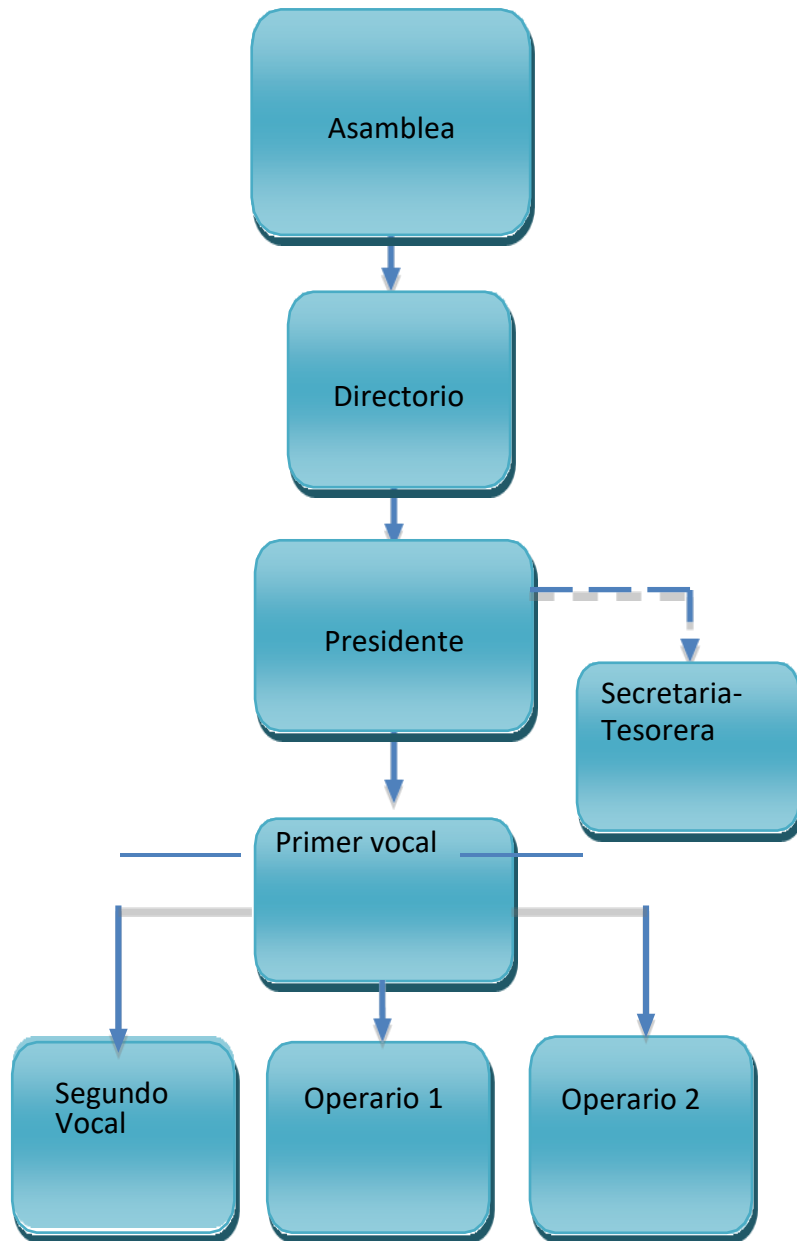 Asamblea
Directorio
Presidente
Secretaria-
Tesorera
Primer vocal
Segundo
Vocal
Operario 1
Operario 2